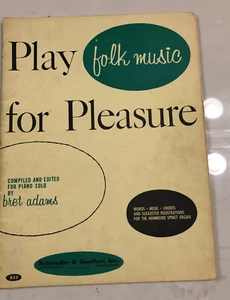 Play folk music
for Pleasure
COMPILED AND EDITED
FOR PIANO SOLO
BY
bret adams
WORDS • MUSIC • CHORDS
AND SUGGESTED REGISTRATIONS
FOR THE HAMMOND SPINET ORGAN
Schroeder & Gunther, Inc.